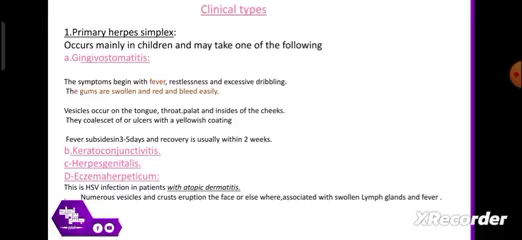 Clinical types
1.Primary herpes simplex:
Occurs mainly in children and may take one of the following
a.Gingivostomatitis:
The symptoms begin with fever, restlessness and excessive dribbling.
The gums are swollen and red and bleed easily.
Vesicles occur on the tongue, throat.palat and insides of the cheeks.
They coalescet of or ulcers with a yellowish coating
Fever subsidesin3-5days and recovery is usually within 2 weeks.
b.Keratoconjunctivitis.
c-Herpesgenitalis.
D-Eczemaherpeticum:
This is HSV infection in patients with atopic dermatitis.
Numerous vesicles and crusts eruption the face or else where,associated with swollen Lymph glands and fever .
XRecorder